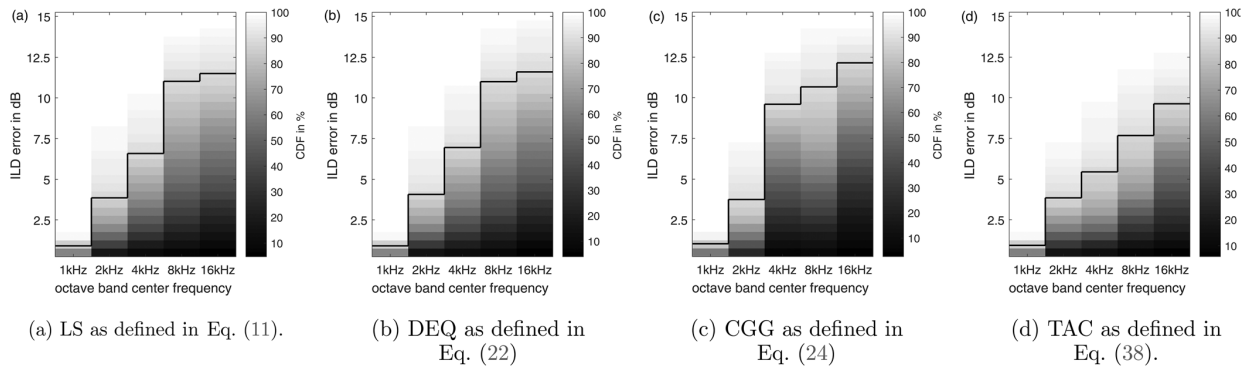 (a)
15
12.5
10
7.5
5
2.5
ILD error in dB
1kHz 2kHz 4kHz 8kHz 16kHz
octave band center frequency
100
90
80
70
60
50
40
30
20
10
CDF in %
(a) LS as defined in Eq. (11).
(b)
15
12.5
10
7.5
5
2.5
ILD error in dB
1kHz 2kHz 4kHz 8kHz 16kHz
octave band center frequency
100
90
80
70
60
50
40
30
20
10
CDF in %
(b) DEQ as defined in
Eq. (22)
(c)
15
12.5
10
7.5
5
2.5
ILD error in dB
1kHz 2kHz 4kHz 8kHz 16kHz
octave band center frequency
100
90
80
70
60
50
40
30
20
10
CDF in %
(c) CGG as defined in
Eq. (24)
(d)
15
12.5
10
7.5
5
2.5
ILD error in dB
1kHz 2kHz 4kHz 8kHz 16kHz
octave band center frequency
100
90
80
70
60
50
40
30
20
10
CDF in %
(d) TAC as defined in
Eq. (38).